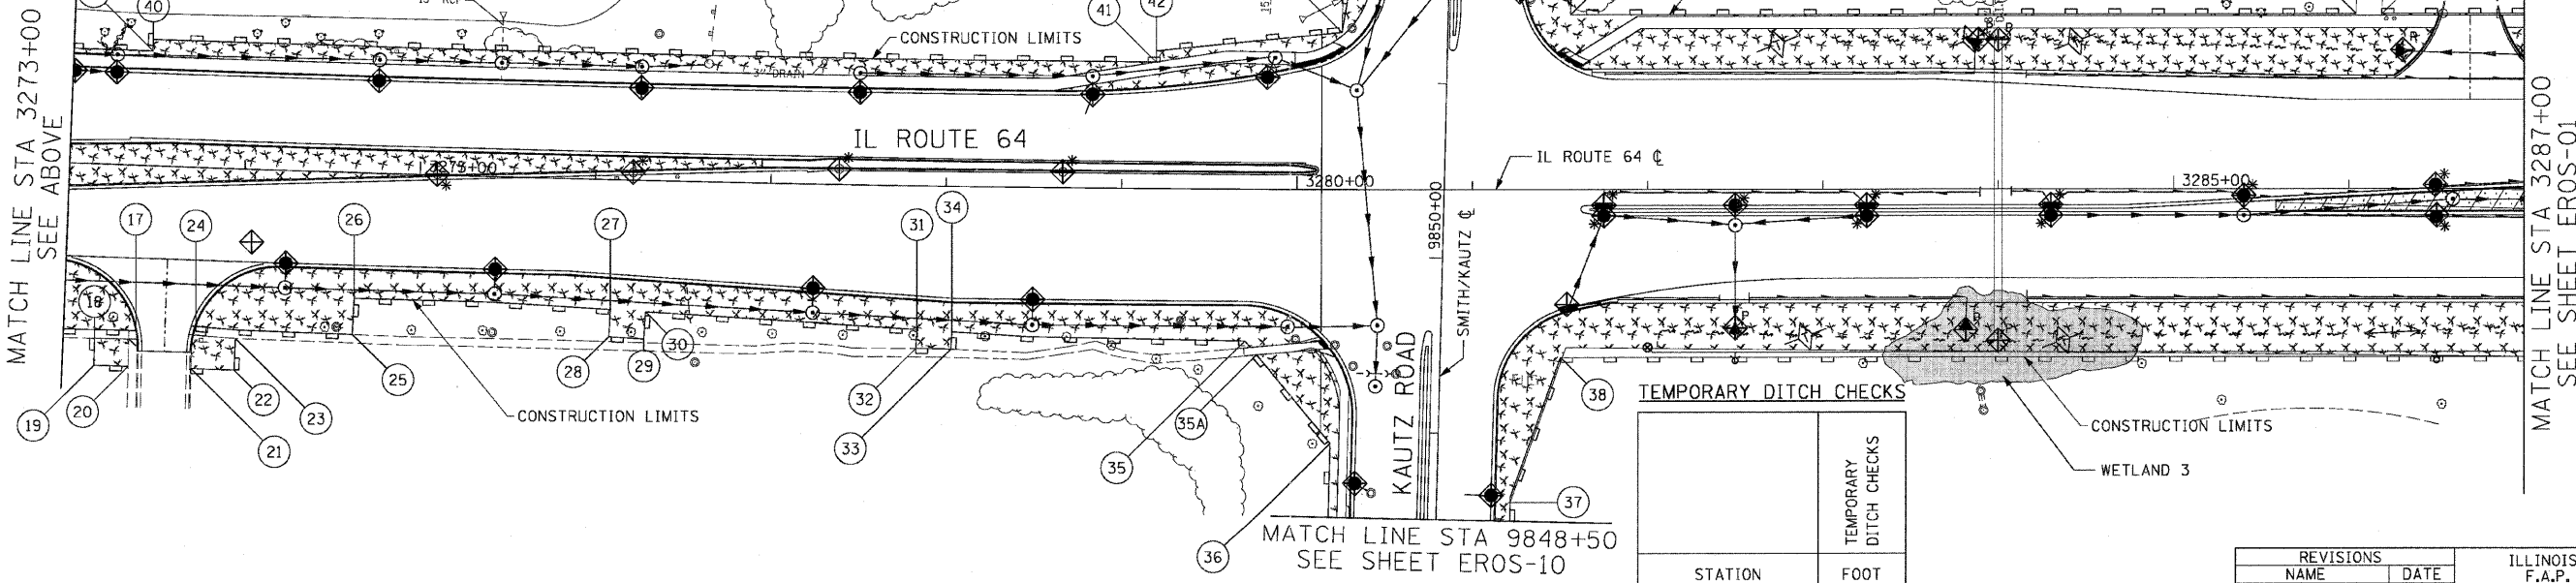 MATCH LINE STA 3273+00
SEE ABOVE
40
41
42
CONSTRUCTION LIMITS
3" DRAIN
IL ROUTE 64
IL ROUTE 64 ℄
3280+00
3285+00
9850+00
SMITH/KAUTZ ℄
17
24
26
27
31
34
18
30
19
20
21
22
23
25
28
29
32
33
35
35A
36
37
38
CONSTRUCTION LIMITS
KAUTZ ROAD
MATCH LINE STA 9848+50
SEE SHEET EROS-10
TEMPORARY DITCH CHECKS
TEMPORARY
DITCH CHECKS
STATION
FOOT
CONSTRUCTION LIMITS
WETLAND 3
MATCH LINE STA 3287+00
SEE SHEET EROS-01
REVISIONS
NAME
DATE
ILLINOIS
F.A.P.